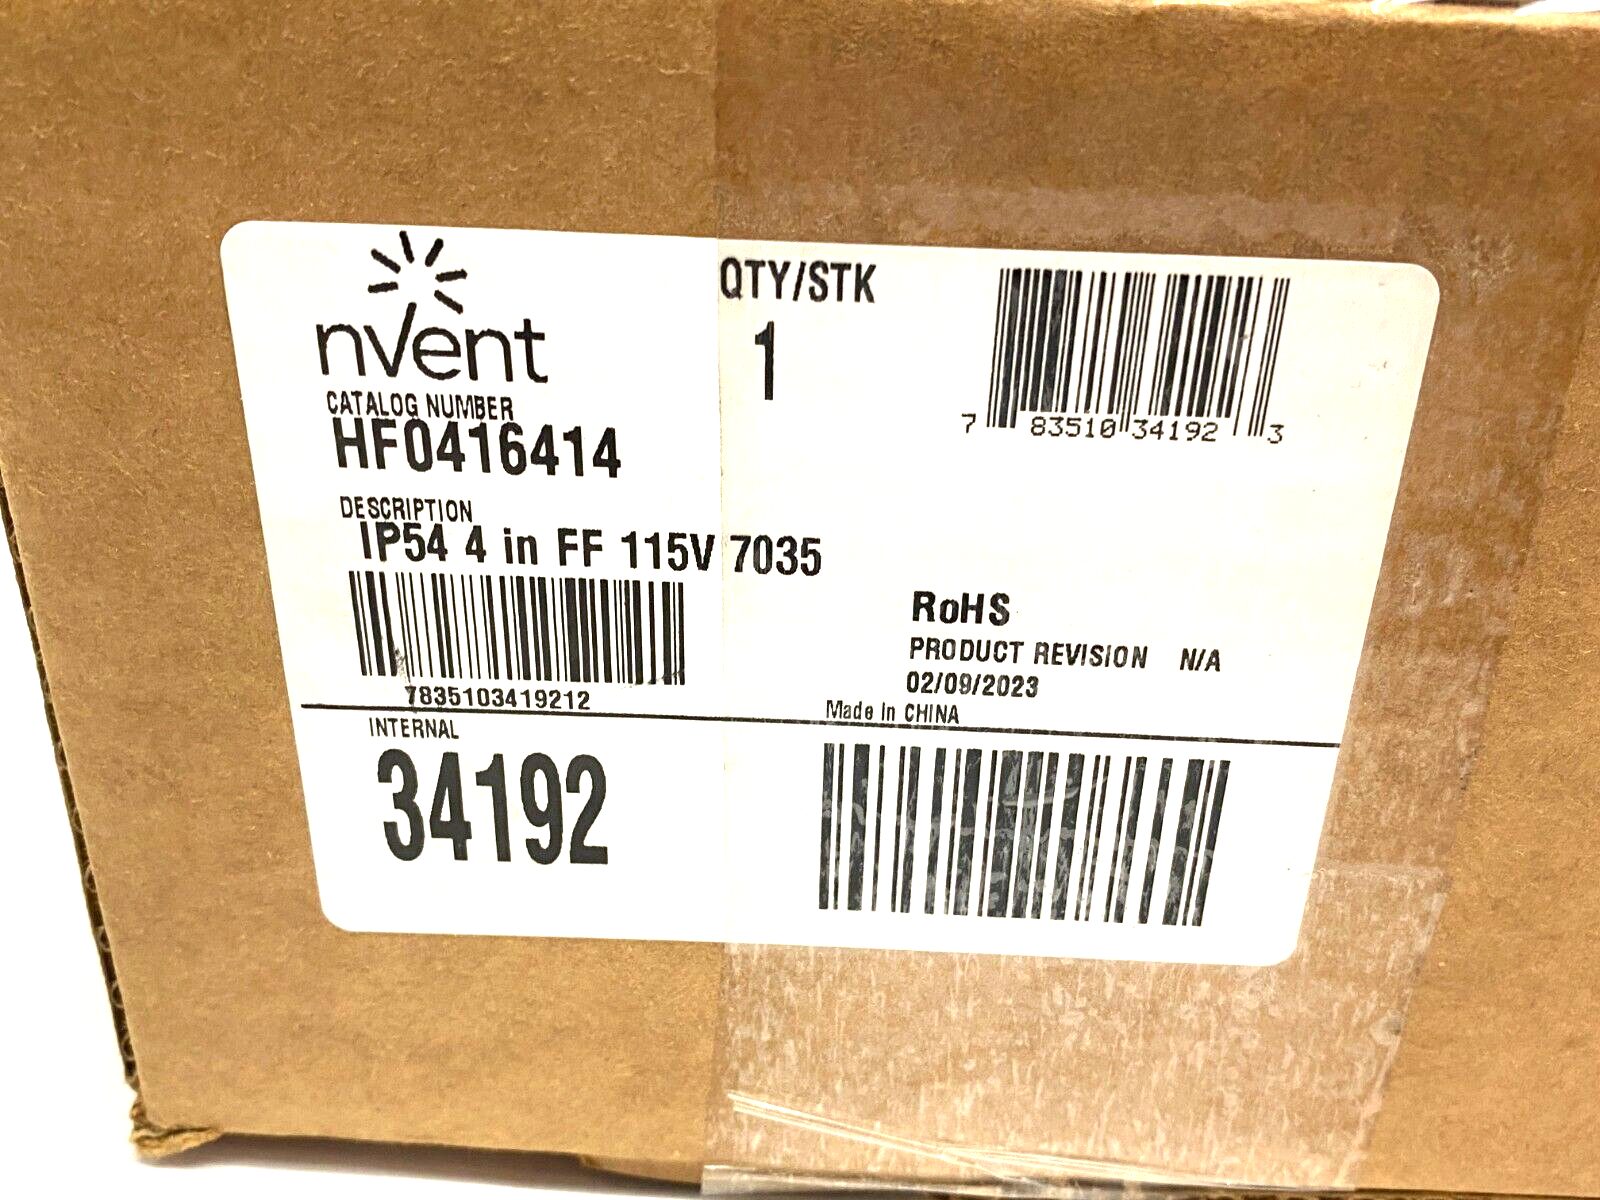 nvent
QTY/STK
1
7 83510 34192 3
CATALOG NUMBER
HF0416414
DESCRIPTION
IP54 4 in FF 115V 7035
7835103419212
RoHS
PRODUCT REVISION N/A
02/09/2023
Made In CHINA
INTERNAL
34192